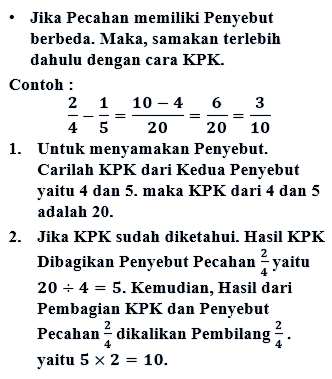 • Jika Pecahan memiliki Penyebut
berbeda. Maka, samakan terlebih
dahulu dengan cara KPK.
Contoh :
2/4 − 1/5 = (10 − 4)/20 = 6/20 = 3/10
1. Untuk menyamakan Penyebut.
Carilah KPK dari Kedua Penyebut
yaitu 4 dan 5. maka KPK dari 4 dan 5
adalah 20.
2. Jika KPK sudah diketahui. Hasil KPK
Dibagikan Penyebut Pecahan 2/4 yaitu
20 ÷ 4 = 5. Kemudian, Hasil dari
Pembagian KPK dan Penyebut
Pecahan 2/4 dikalikan Pembilang 2/4 .
yaitu 5 × 2 = 10.